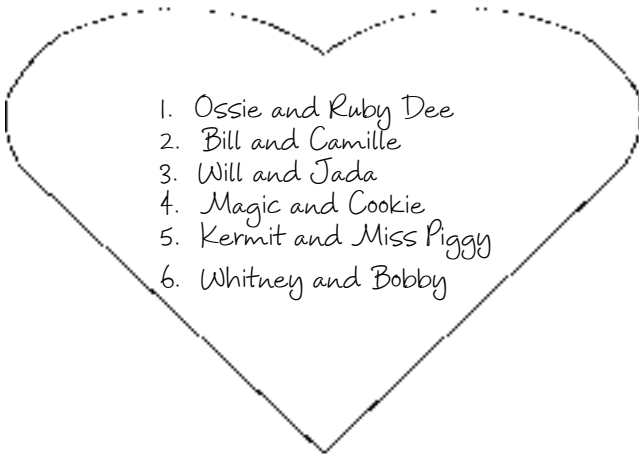 1. Ossie and Ruby Dee
2. Bill and Camille
3. Will and Jada
4. Magic and Cookie
5. Kermit and Miss Piggy
6. Whitney and Bobby